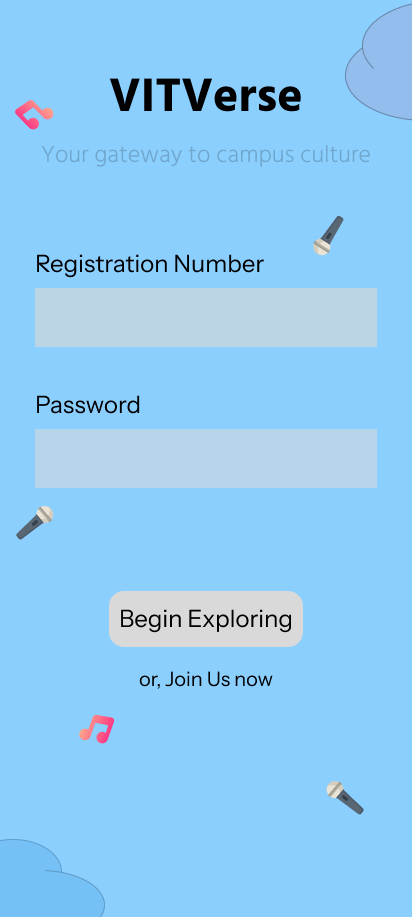 VITVerse
Your gateway to campus culture
Registration Number
Password
Begin Exploring
or, Join Us now